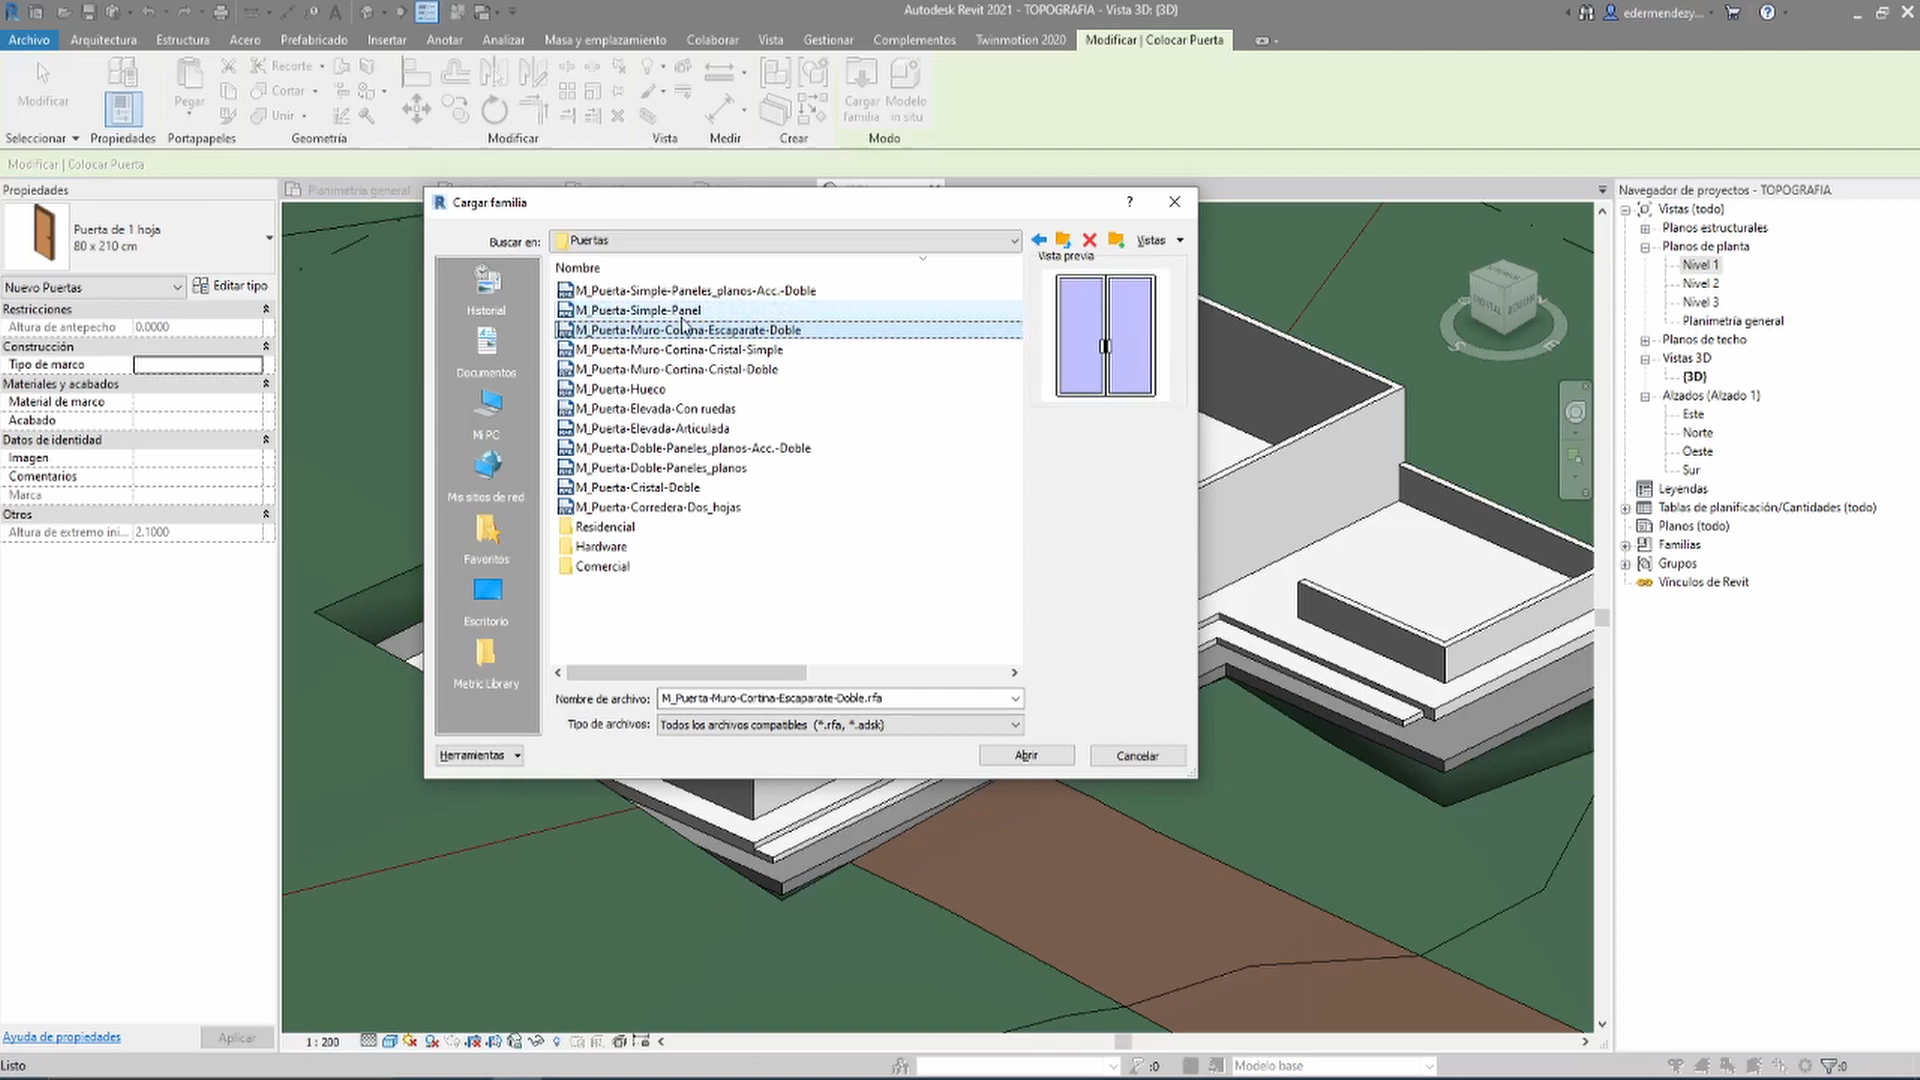 Autodesk Revit 2021 - TOPOGRAFIA - Vista 3D: {3D}
edermendezy...
Archivo
Arquitectura
Estructura
Acero
Prefabricado
Insertar
Anotar
Analizar
Masa y emplazamiento
Colaborar
Vista
Gestionar
Complementos
Twinmotion 2020
Modificar | Colocar Puerta
Modificar
Pegar
Recorte
Cortar
Unir
Cargar familia
Modelo in situ
Seleccionar
Propiedades
Portapapeles
Geometría
Modificar
Vista
Medir
Crear
Modo
Modificar | Colocar Puerta
Propiedades
Puerta de 1 hoja
80 x 210 cm
Nuevo Puertas
Editar tipo
Restricciones
Altura de antepecho 0.0000
Construcción
Tipo de marco
Materiales y acabados
Material de marco
Acabado
Datos de identidad
Imagen
Comentarios
Marca
Otros
Altura de extremo ini... 2.1000
Ayuda de propiedades
Aplicar
Planimetría general
Cargar familia
Buscar en: Puertas
Vistas
Historial
Documentos
Mi PC
Mis sitios de red
Favoritos
Escritorio
Metric Library
Nombre
M_Puerta-Simple-Paneles_planos-Acc.-Doble
M_Puerta-Simple-Panel
M_Puerta-Muro-Cortina-Escaparate-Doble
M_Puerta-Muro-Cortina-Cristal-Simple
M_Puerta-Muro-Cortina-Cristal-Doble
M_Puerta-Hueco
M_Puerta-Elevada-Con ruedas
M_Puerta-Elevada-Articulada
M_Puerta-Doble-Paneles_planos-Acc.-Doble
M_Puerta-Doble-Paneles_planos
M_Puerta-Cristal-Doble
M_Puerta-Corredera-Dos_hojas
Residencial
Hardware
Comercial
Vista previa
Nombre de archivo: M_Puerta-Muro-Cortina-Escaparate-Doble.rfa
Tipo de archivos: Todos los archivos compatibles (*.rfa, *.adsk)
Herramientas
Abrir
Cancelar
Navegador de proyectos - TOPOGRAFIA
Vistas (todo)
Planos structurales
Planos de planta
Nivel 1
Nivel 2
Nivel 3
Planimetría general
Planos de techo
Vistas 3D
{3D}
Alzados (Alzado 1)
Este
Norte
Oeste
Sur
Leyendas
Tablas de planificación/Cantidades (todo)
Planos (todo)
Familias
Grupos
Vínculos de Revit
1 : 200
Listo
:0
Modelo base
:0